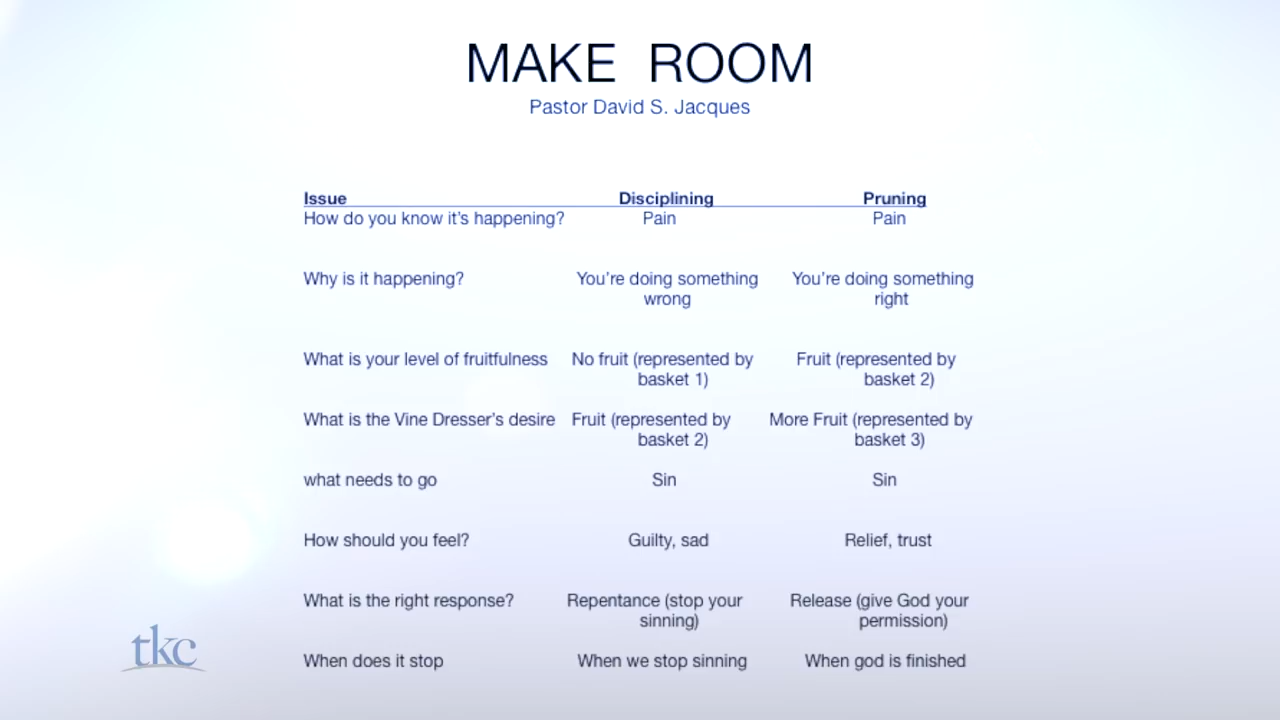 MAKE ROOM
Pastor David S. Jacques
Issue Disciplining Pruning
How do you know it's happening? Pain Pain
Why is it happening? You're doing something wrong You're doing something right
What is your level of fruitfulness No fruit (represented by basket 1) Fruit (represented by basket 2)
What is the Vine Dresser's desire Fruit (represented by basket 2) More Fruit (represented by basket 3)
what needs to go Sin Sin
How should you feel? Guilty, sad Relief, trust
What is the right response? Repentance (stop your sinning) Release (give God your permission)
When does it stop When we stop sinning When god is finished
tkc